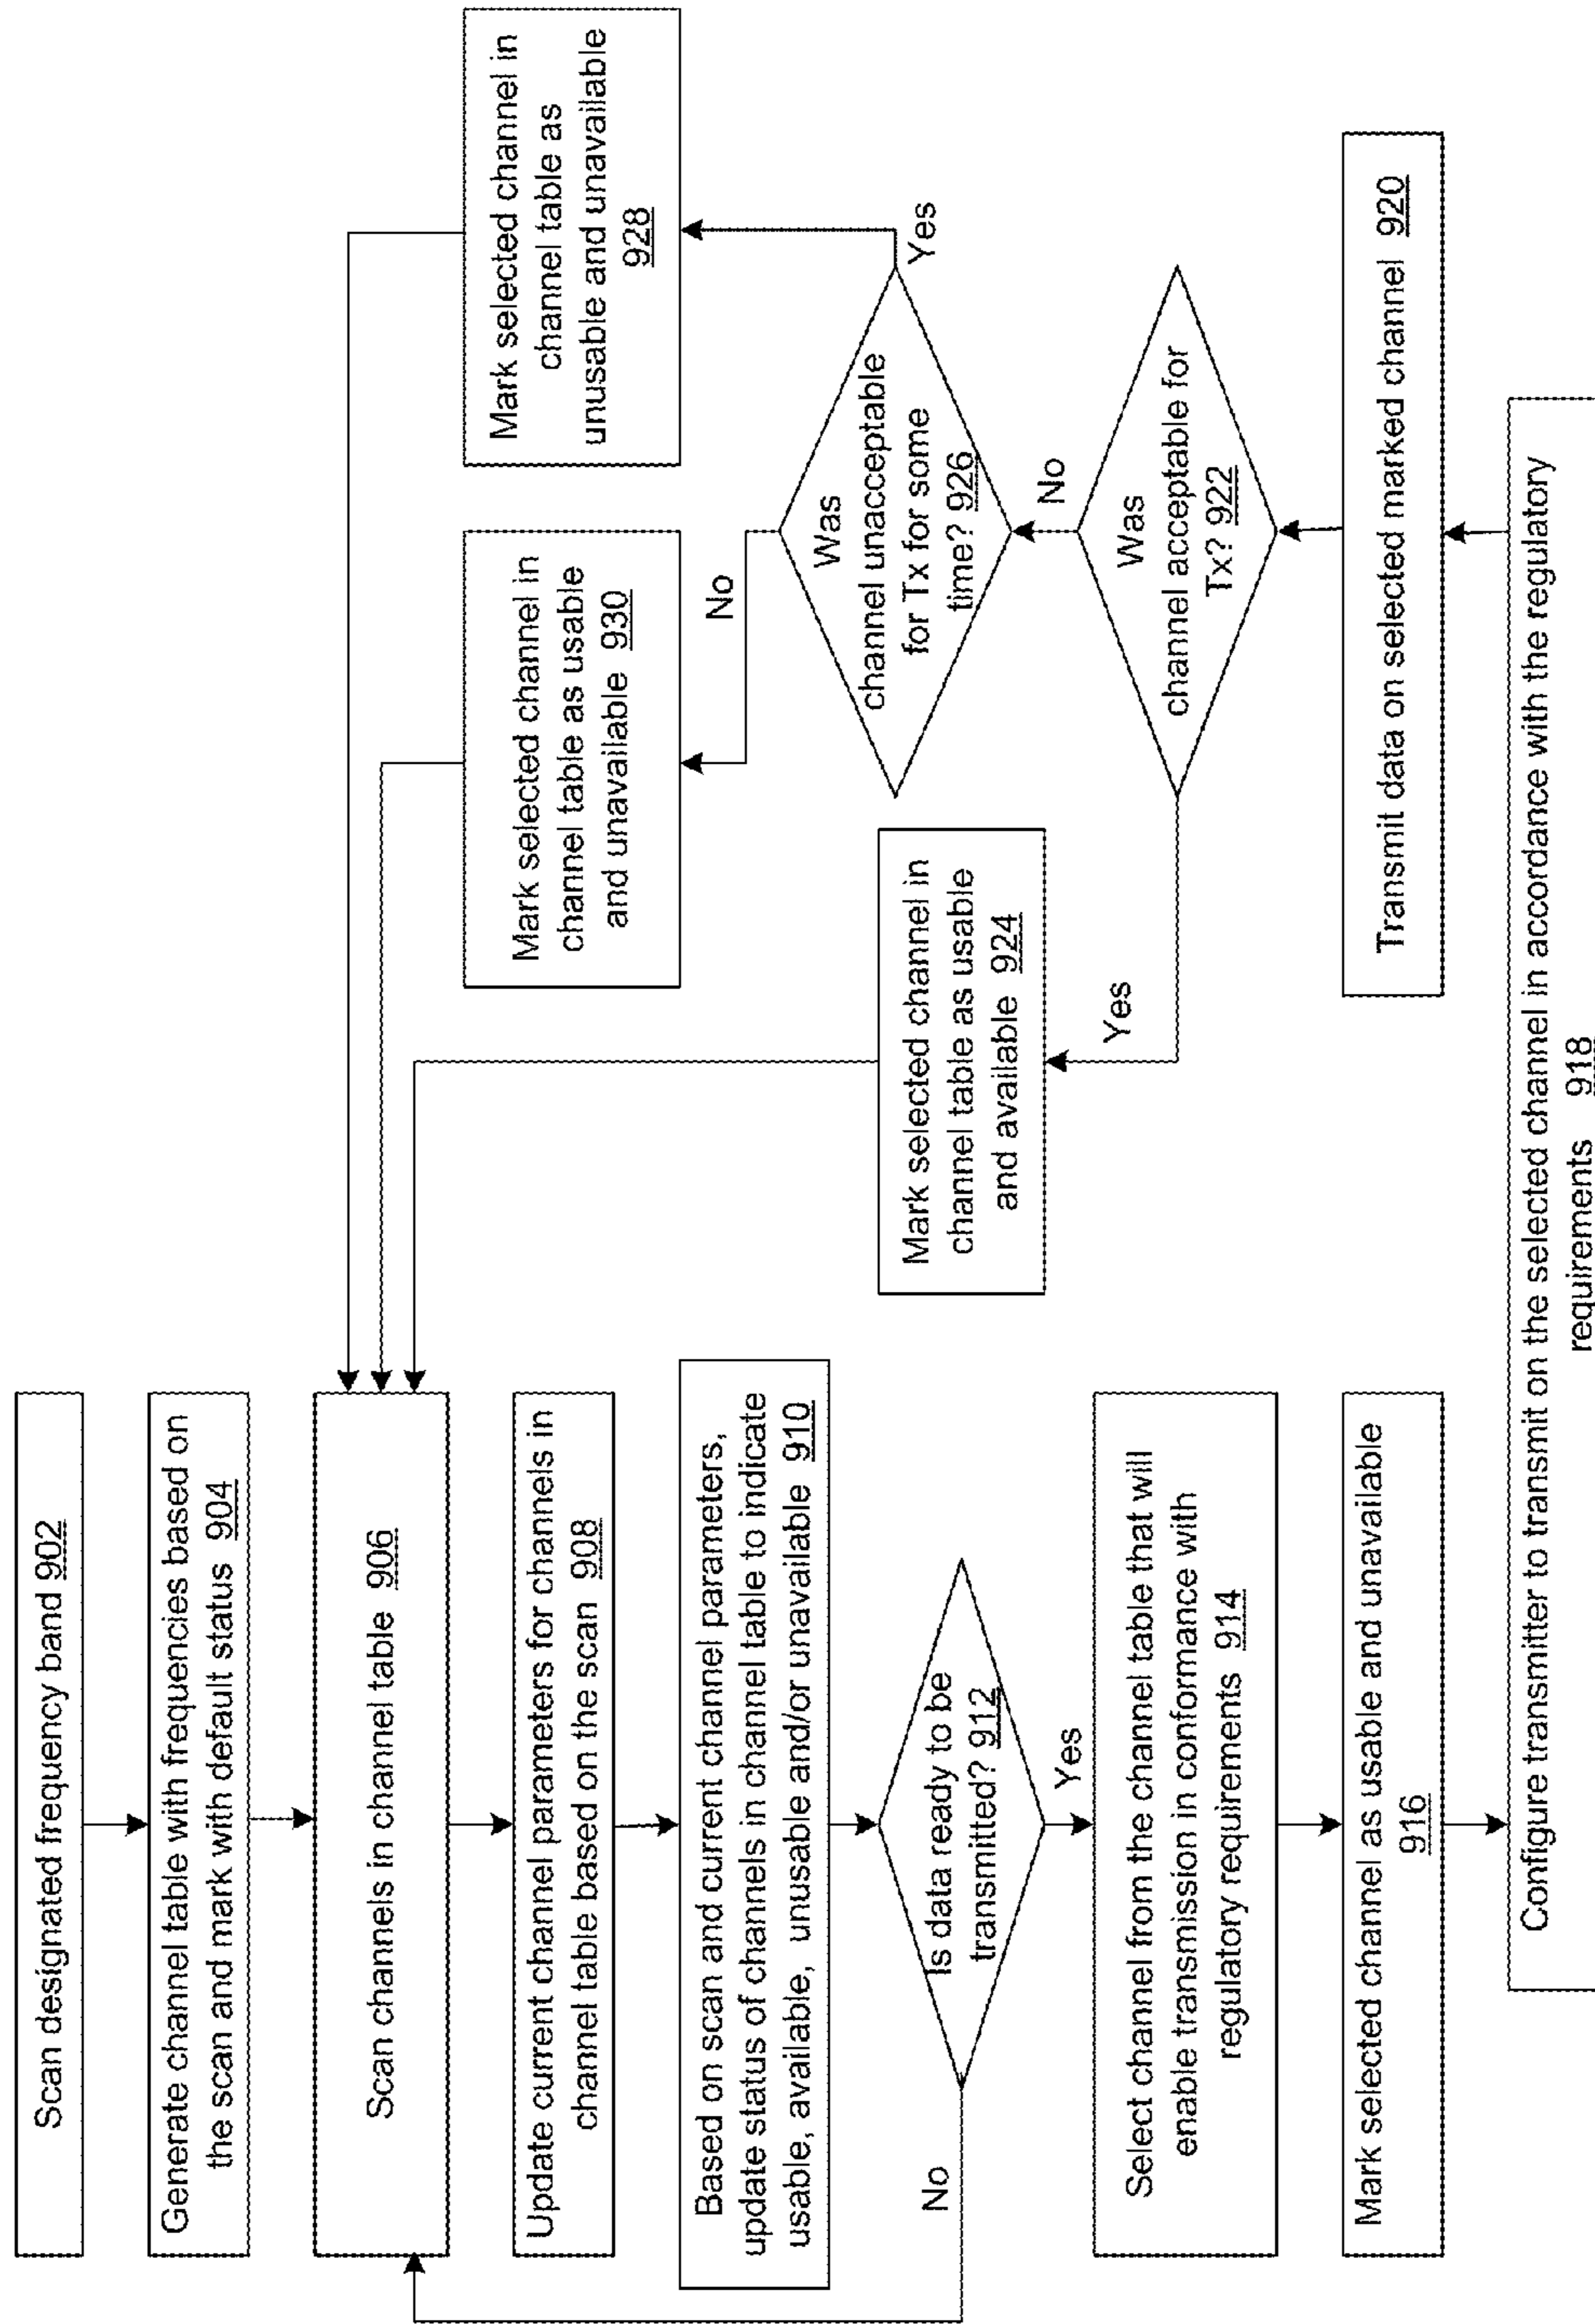 Scan designated frequency band 902
Generate channel table with frequencies based on
the scan and mark with default status 904
Scan channels in channel table 906
Update current channel parameters for channels in
channel table based on the scan 908
Based on scan and current channel parameters,
update status of channels in channel table to indicate
usable, available, unusable and/or unavailable 910
Is data ready to be
transmitted? 912
No
Yes
Select channel from the channel table that will
enable transmission in conformance with
regulatory requirements 914
Mark selected channel as usable and unavailable
916
Configure transmitter to transmit on the selected channel in accordance with the regulatory
requirements 918
Transmit data on selected marked channel 920
Was
channel acceptable for
Tx? 922
Yes
No
Mark selected channel in
channel table as usable
and available 924
Was
channel unacceptable
for Tx for some
time? 926
No
Yes
Mark selected channel in
channel table as usable
and unavailable 930
Mark selected channel in
channel table as
unusable and unavailable
928